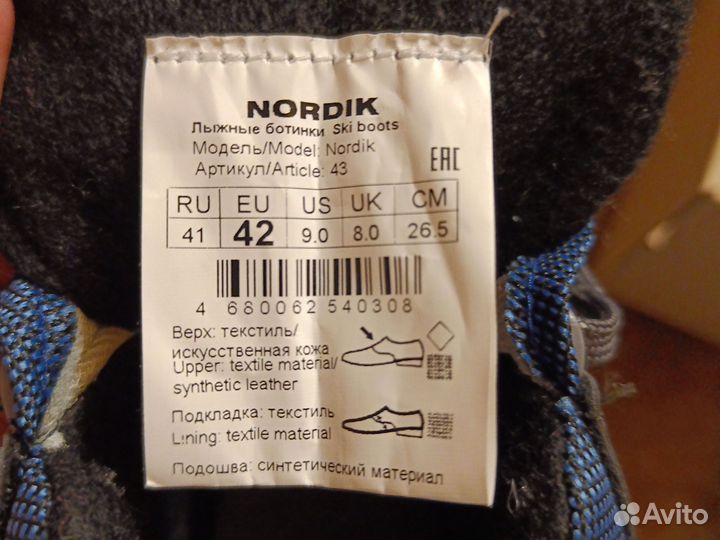 NORDIK
Лыжные ботинки Ski boots
Модель/Model: Nordik
Артикул/Article: 43
EAC
RU EU US UK CM
41 42 9.0 8.0 26.5
4 680062 540308
Верх: текстиль/
искусственная кожа
Upper: textile material/
synthetic leather
Подкладка: текстиль
Lining: textile material
Подошва: синтетический материал
Avito